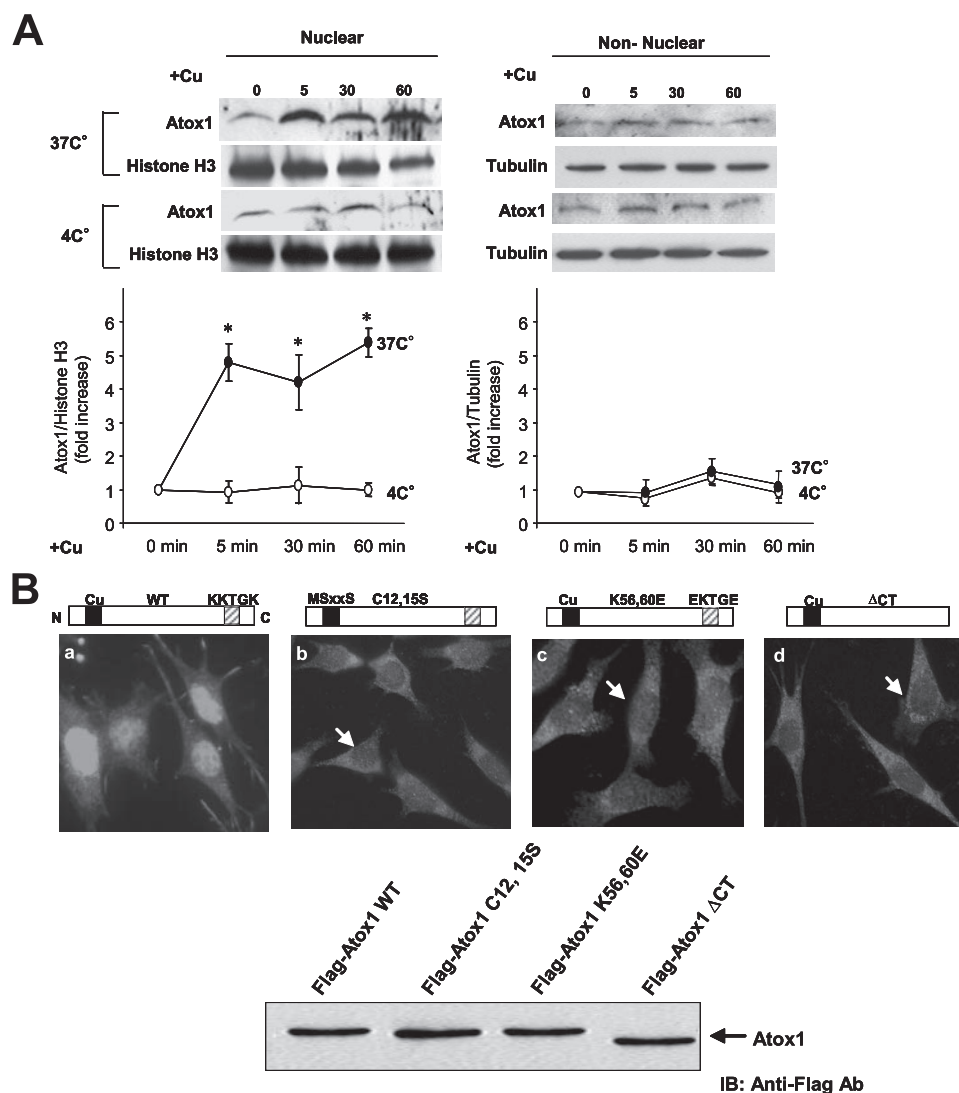 A
Nuclear
Non- Nuclear
+Cu
0 5 30 60
+Cu
0 5 30 60
37C°
Atox1
Histone H3
Atox1
Tubulin
4C°
Atox1
Histone H3
Atox1
Tubulin
Atox1/Histone H3
(fold increase)
6
5
4
3
2
1
0
*
*
*
37C°
4C°
+Cu
0 min 5 min 30 min 60 min
Atox1/Tubulin
(fold increase)
6
5
4
3
2
1
0
37C°
4C°
+Cu
0 min 5 min 30 min 60 min
B
N Cu WT KKTGK C
MSxxS C12,15S
Cu K56,60E EKTGE
Cu ΔCT
a
b
c
d
Flag-Atox1 WT
Flag-Atox1 C12, 15S
Flag-Atox1 K56,60E
Flag-Atox1 ΔCT
Atox1
IB: Anti-Flag Ab